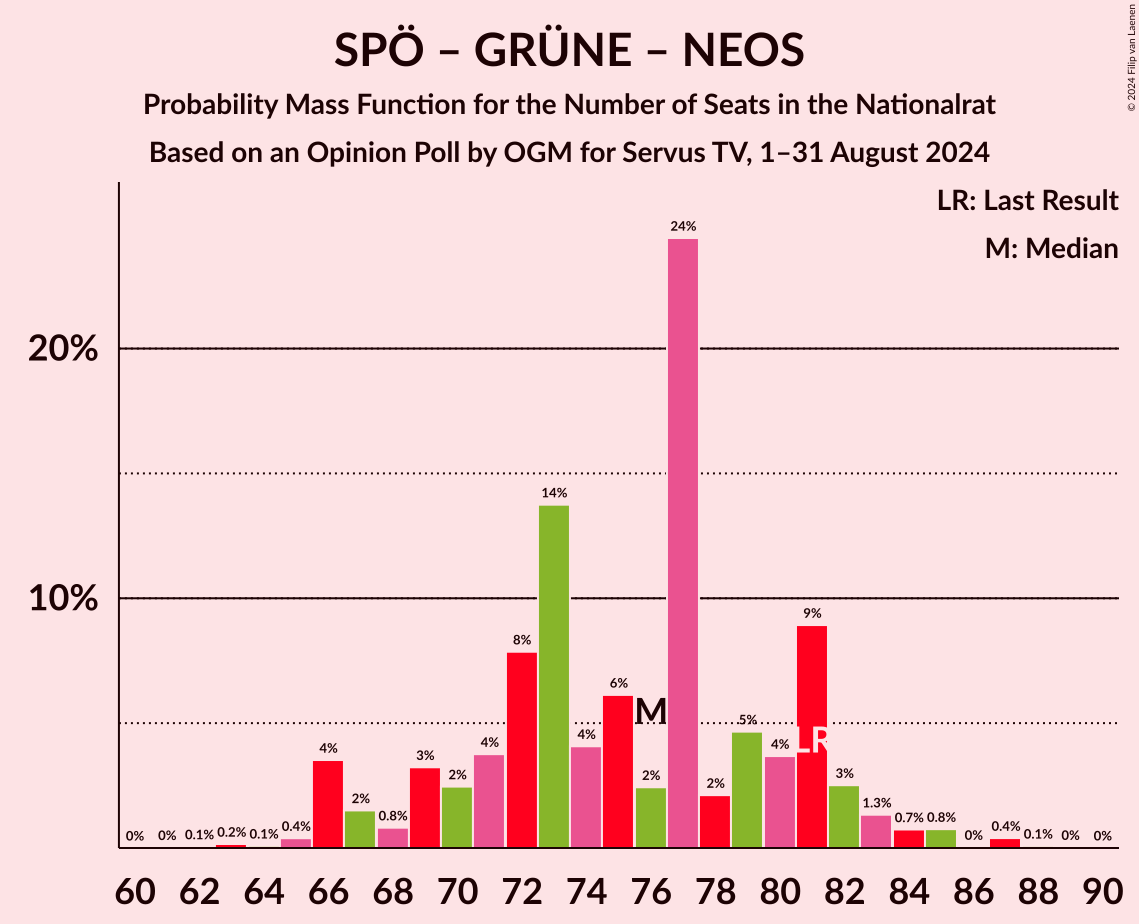 SPÖ – GRÜNE – NEOS
Probability Mass Function for the Number of Seats in the Nationalrat
Based on an Opinion Poll by OGM for Servus TV, 1–31 August 2024
© 2024 Filip van Laenen
LR: Last Result
M: Median
20%
10%
0% 0% 0.1% 0.2% 0.1% 0.4% 4% 2% 0.8% 3% 2% 4% 8% 14% 4% 6% 2% 24% 2% 5% 4% 9% 3% 1.3% 0.7% 0.8% 0% 0.4% 0.1% 0% 0%
M
LR
60 62 64 66 68 70 72 74 76 78 80 82 84 86 88 90